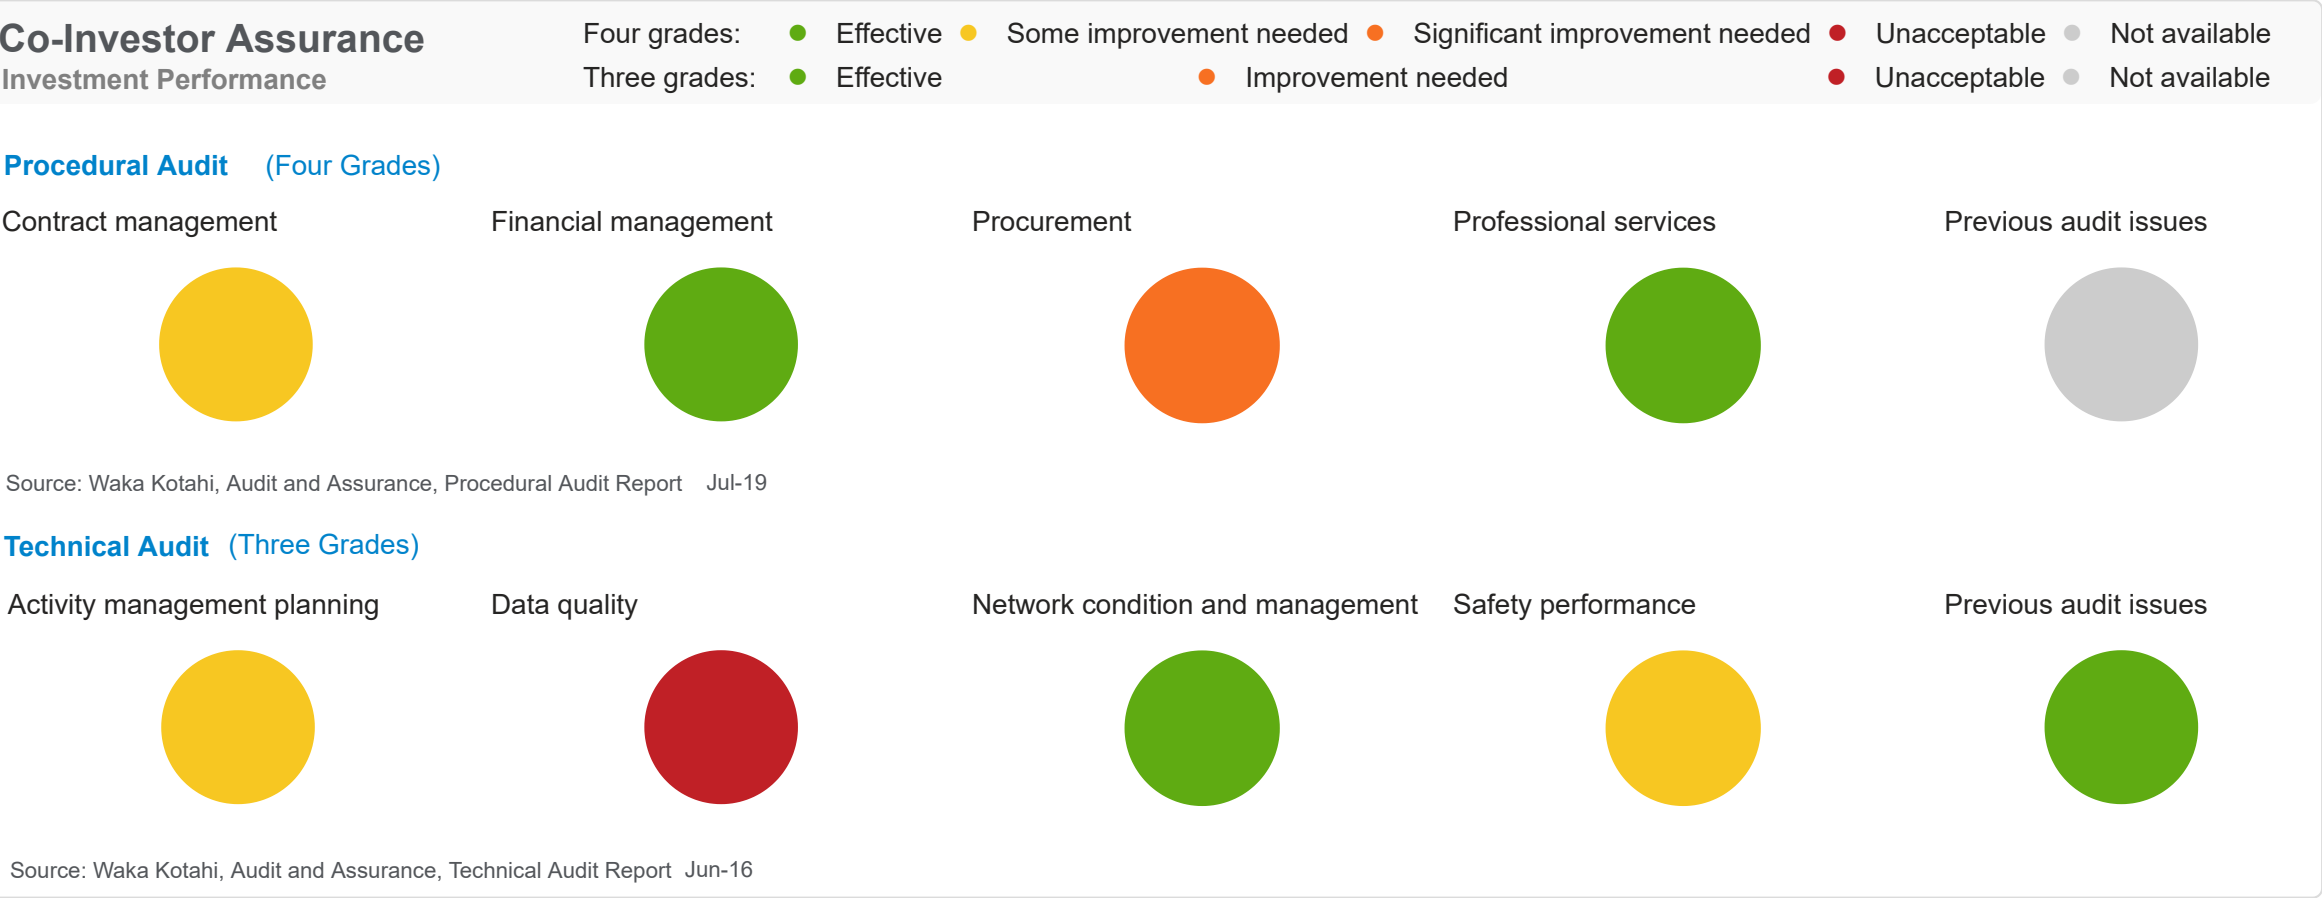 Co-Investor Assurance
Investment Performance
Four grades: Effective Some improvement needed Significant improvement needed Unacceptable Not available
Three grades: Effective Improvement needed Unacceptable Not available
Procedural Audit (Four Grades)
Contract management Financial management Procurement Professional services Previous audit issues
Source: Waka Kotahi, Audit and Assurance, Procedural Audit Report Jul-19
Technical Audit (Three Grades)
Activity management planning Data quality Network condition and management Safety performance Previous audit issues
Source: Waka Kotahi, Audit and Assurance, Technical Audit Report Jun-16